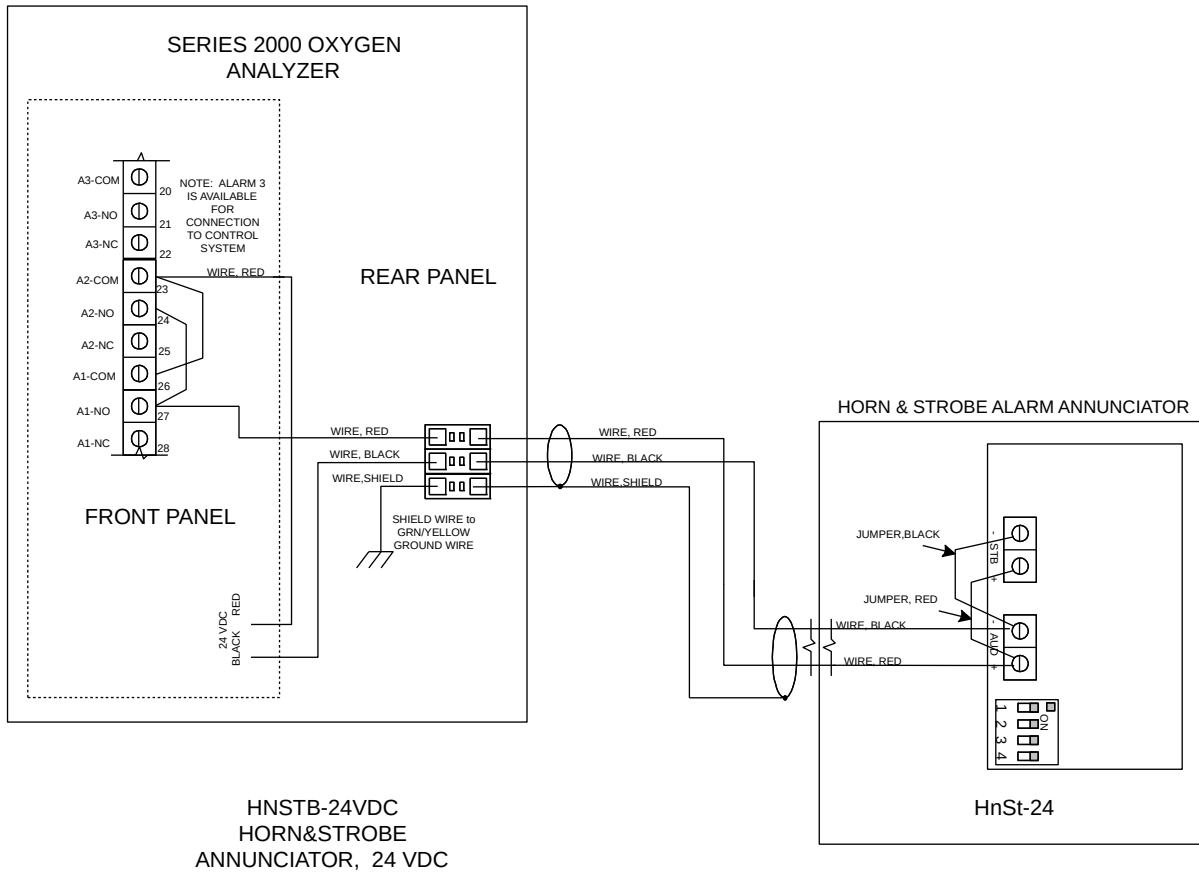 SERIES 2000 OXYGEN
ANALYZER
A3-COM
20
A3-NO
21
A3-NC
22
A2-COM
23
A2-NO
24
A2-NC
25
A1-COM
26
A1-NO
27
A1-NC
28
NOTE: ALARM 3
IS AVAILABLE
FOR
CONNECTION
TO CONTROL
SYSTEM
WIRE, RED
REAR PANEL
FRONT PANEL
WIRE, RED
WIRE, BLACK
WIRE,SHIELD
SHIELD WIRE to
GRN/YELLOW
GROUND WIRE
24 VDC
BLACK RED
WIRE, RED
WIRE, BLACK
WIRE,SHIELD
HORN & STROBE ALARM ANNUNCIATOR
JUMPER,BLACK
- STB +
JUMPER, RED
WIRE, BLACK
- AUD +
WIRE, RED
1
2
3
4
ON
HnSt-24
HNSTB-24VDC
HORN&STROBE
ANNUNCIATOR, 24 VDC